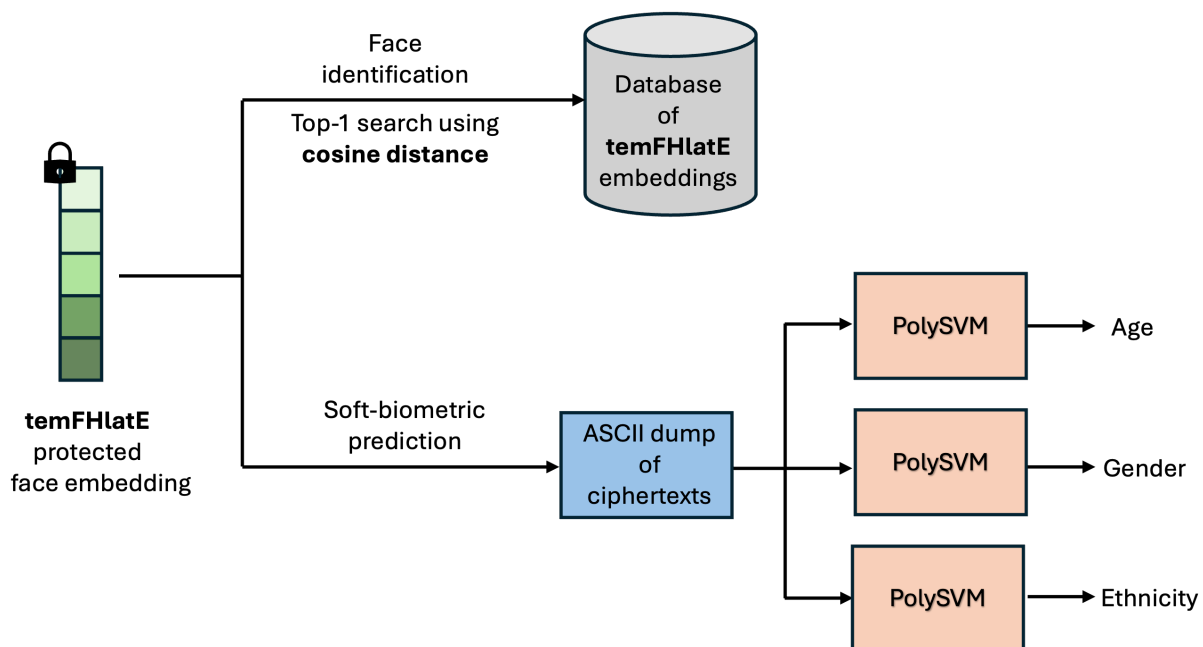 Face
identification
Top-1 search using
cosine distance
Database
of
temFHlatE
embeddings
temFHlatE
protected
face embedding
Soft-biometric
prediction
ASCII dump
of
ciphertexts
PolySVM
Age
PolySVM
Gender
PolySVM
Ethnicity